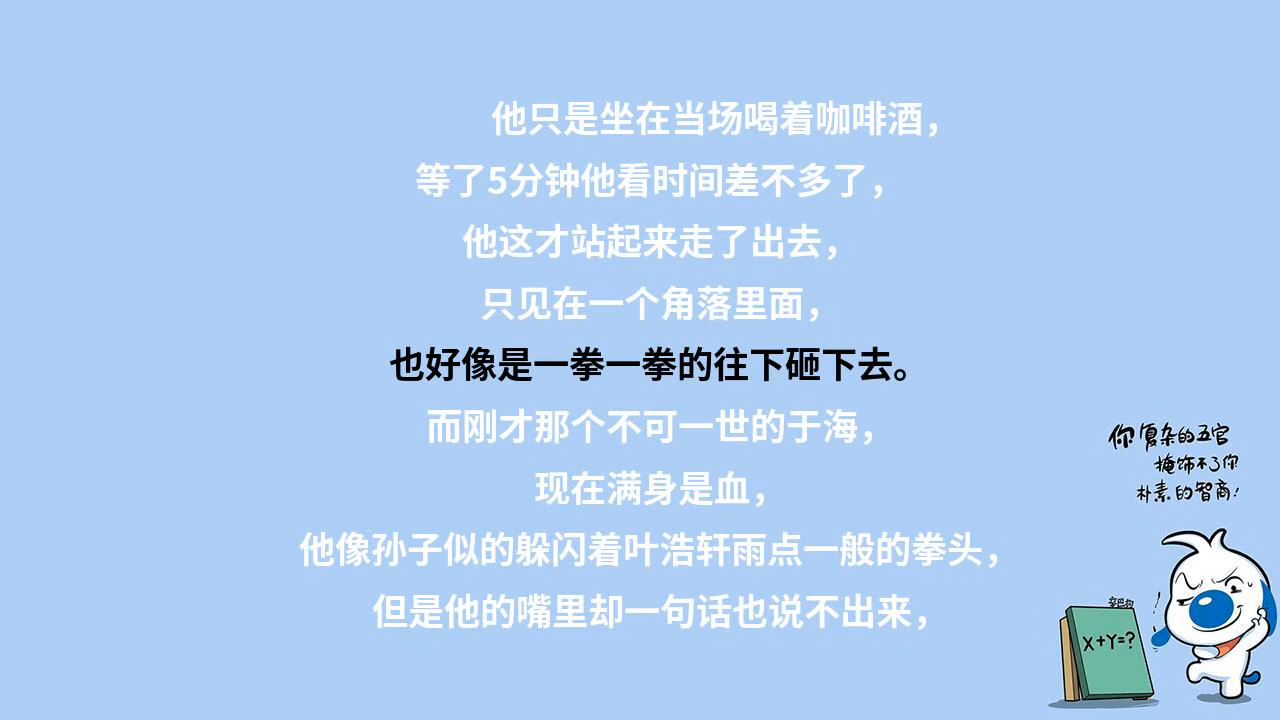 他只是坐在当场喝着咖啡酒，
等了5分钟他看时间差不多了，
他这才站起来走了出去，
只见在一个角落里面，
也好像是一拳一拳的往下砸下去。
而刚才那个不可一世的于海，
现在满身是血，
他像孙子似的躲闪着叶浩轩雨点一般的拳头，
但是他的嘴里却一句话也说不出来，
你复杂的五官
掩饰不了你
朴素的智商！
X+Y=?